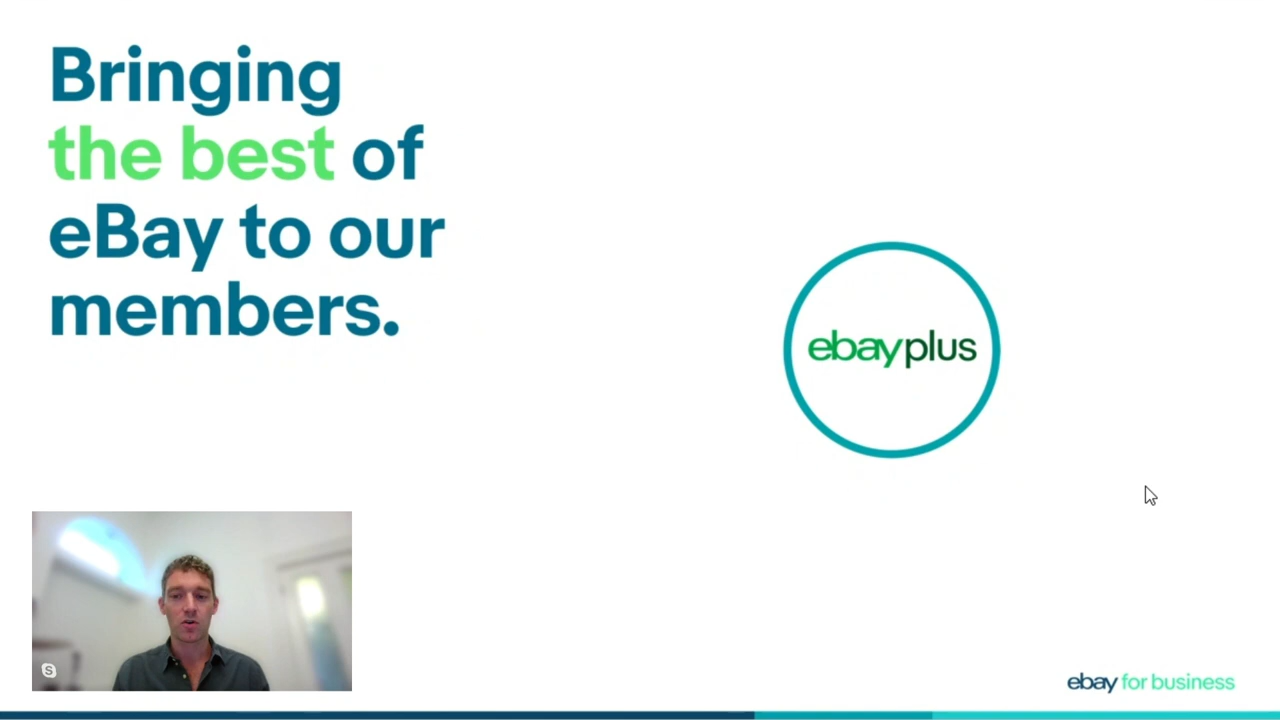 Bringing
the best of
eBay to our
members.
ebayplus
ebay for business